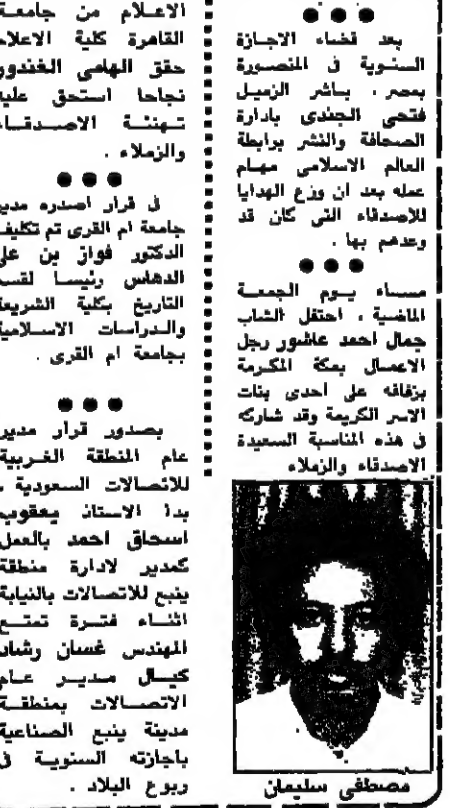 بعد قضاء الاجازة
السنوية في المنصورة
بمصر ، باشر الزميل
فتحى الجندى بادارة
الصحافة والنشر برابطة
العالم الاسلامى مهام
عمله بعد ان وزع الهدايا
للاصدقاء التى كان قد
وعدهم بها .
مساء يوم الجمعة
الماضية ، احتفل الشاب
جمال احمد عاشور رجل
الاعمال بمكة المكرمة
بزفافه على احدى بنات
الاسر الكريمة وقد شاركه
في هذه المناسبة السعيدة
الاصدقاء والزملاء
مصطفى سليمان
الاعلام من جامعة
القاهرة كلية الاعلام
حقق الهامى الغندور
نجاحا استحق عليه
تهنئة الاصدقاء
والزملاء .
في قرار اصدره مدير
جامعة ام القرى تم تكليف
الدكتور فواز بن على
الدهاس رئيسا لقسم
التاريخ بكلية الشريعة
والدراسات الاسلامية
بجامعة ام القرى .
بصدور قرار مدير
عام المنطقة الغربية
للاتصالات السعودية ،
بدأ الاستاذ يعقوب
اسحاق احمد بالعمل
كمدير لادارة منطقة
ينبع للاتصالات بالنيابة
اثناء فترة تمتع
المهندس غسان رشاد
كيال مدير عام
الاتصالات بمنطقة
مدينة ينبع الصناعية
باجازته السنوية في
ربوع البلاد .